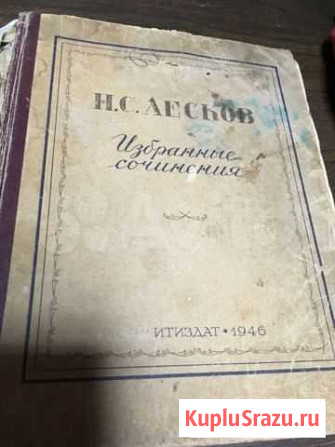 Н.С. ЛЕСКОВ
Избранные
сочинения
ИТИЗДАТ • 1946
KupluSrazu.ru